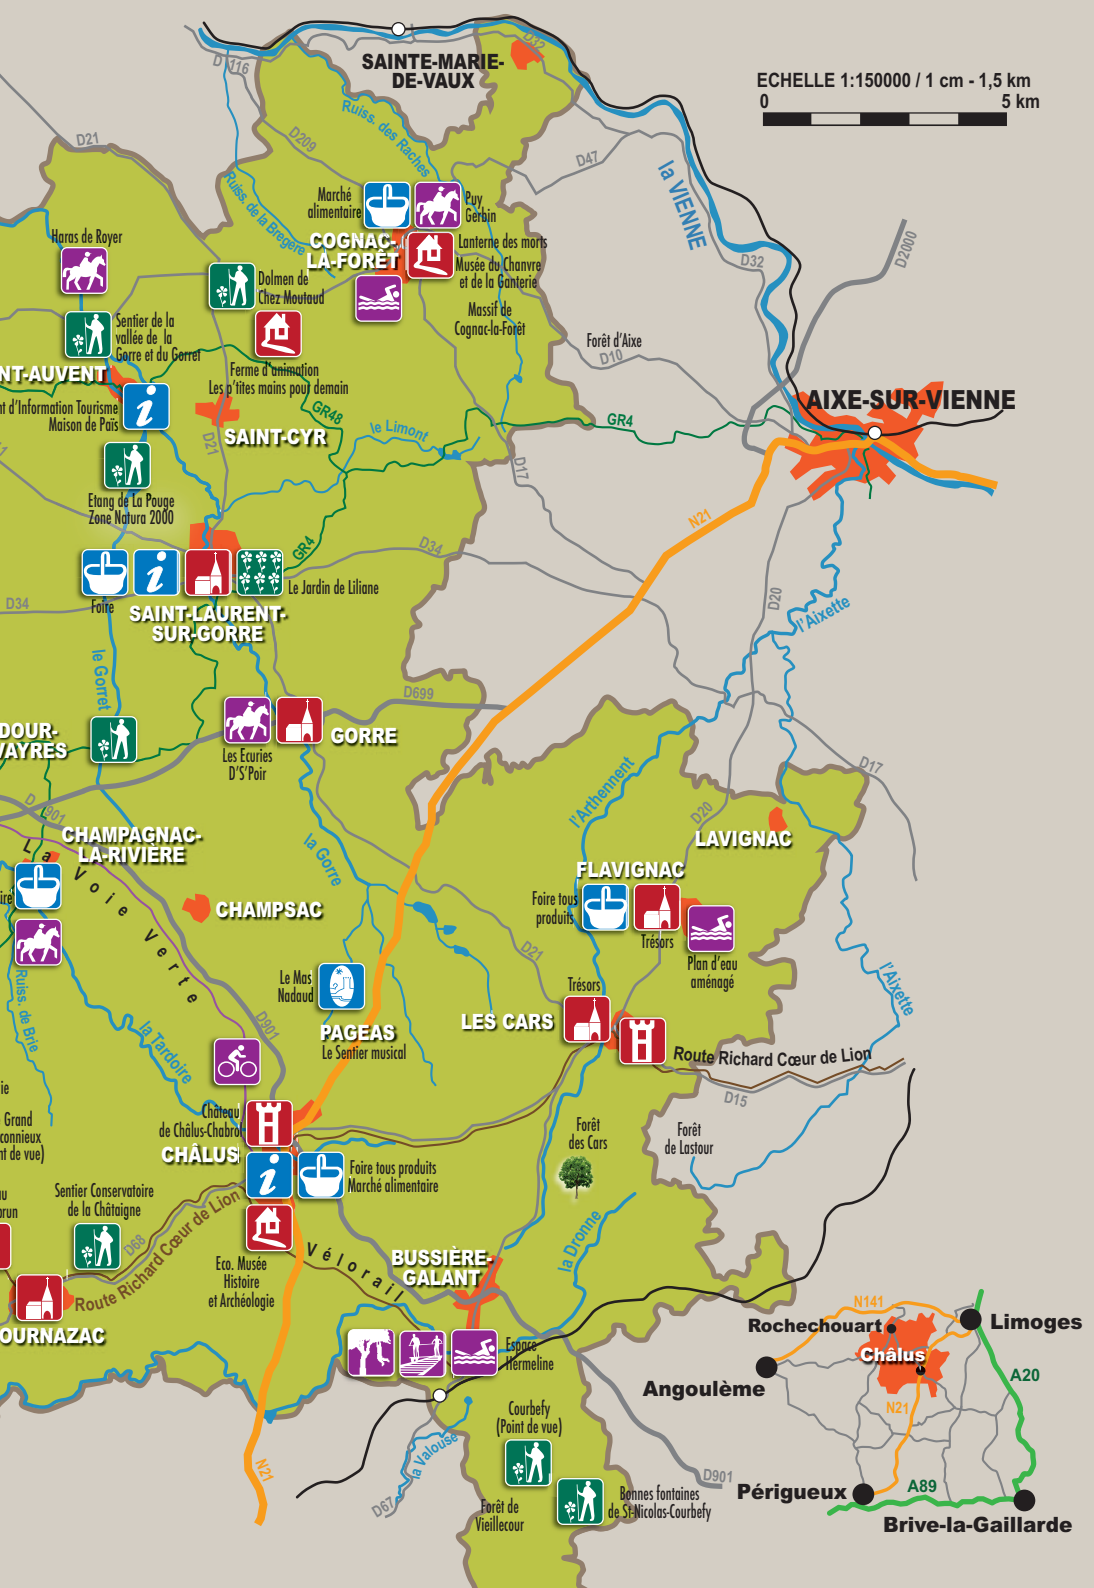 SAINTE-MARIE-
DE-VAUX
D32
D1116
ECHELLE 1:150000 / 1 cm - 1,5 km
0
5 km
D21
D209
Ruiss. des Raches
D47
la VIENNE
Ruiss. de la Bregère
Marché
alimentaire
Puy
Gerbin
COGNAC-
LA-FORÊT
Lanterne des morts
Musée du Chanvre
et de la Ganterie
Haras de Royer
D32
D2000
Dolmen de
Chez Moutaud
Massif de
Cognac-la-Forêt
Sentier de la
vallée de la
Gorre et du Gorret
Forêt d'Aixe
D10
NT-AUVENT
Ferme d'animation
Les p'tites mains pour demain
AIXE-SUR-VIENNE
nt d'Information Tourisme
Maison de Païs
i
GR48
GR4
SAINT-CYR
D21
le Limont
D17
Etang de La Pouge
Zone Natura 2000
N21
GR4
D34
i
Le Jardin de Liliane
D34
Foire
SAINT-LAURENT-
SUR-GORRE
D20
l'Aixette
le Gorret
D699
DOUR-
VAYRES
GORRE
Les Ecuries
D'S'Poir
D17
l'Arthennent
D901
D20
LAVIGNAC
CHAMPAGNAC-
LA-RIVIÈRE
La Voie Verte
la Gorre
FLAVIGNAC
Foire tous
produits
Trésors
CHAMPSAC
D21
Plan d'eau
aménagé
Le Mas
Nadaud
Trésors
l'Aixette
Ruiss. de Brie
la Tardoire
D901
PAGEAS
Le Sentier musical
LES CARS
Route Richard Cœur de Lion
D15
Château
de Châlus-Chabrol
Grand
connieux
nt de vue)
Forêt
des Cars
Forêt
de Lastour
CHÂLUS
i
Foire tous produits
Marché alimentaire
Sentier Conservatoire
de la Châtaigne
D68
Route Richard Cœur de Lion
Vélorail
la Dronne
Eco. Musée
Histoire
et Archéologie
BUSSIÈRE-
GALANT
OURNAZAC
Espace
Hermeline
N141
Rochechouart
Limoges
Châlus
Angoulême
A20
N21
Courbefy
(Point de vue)
la Valouse
N21
D67
D901
Périgueux
A89
Bonnes fontaines
de St-Nicolas-Courbefy
Forêt de
Vieillecour
Brive-la-Gaillarde